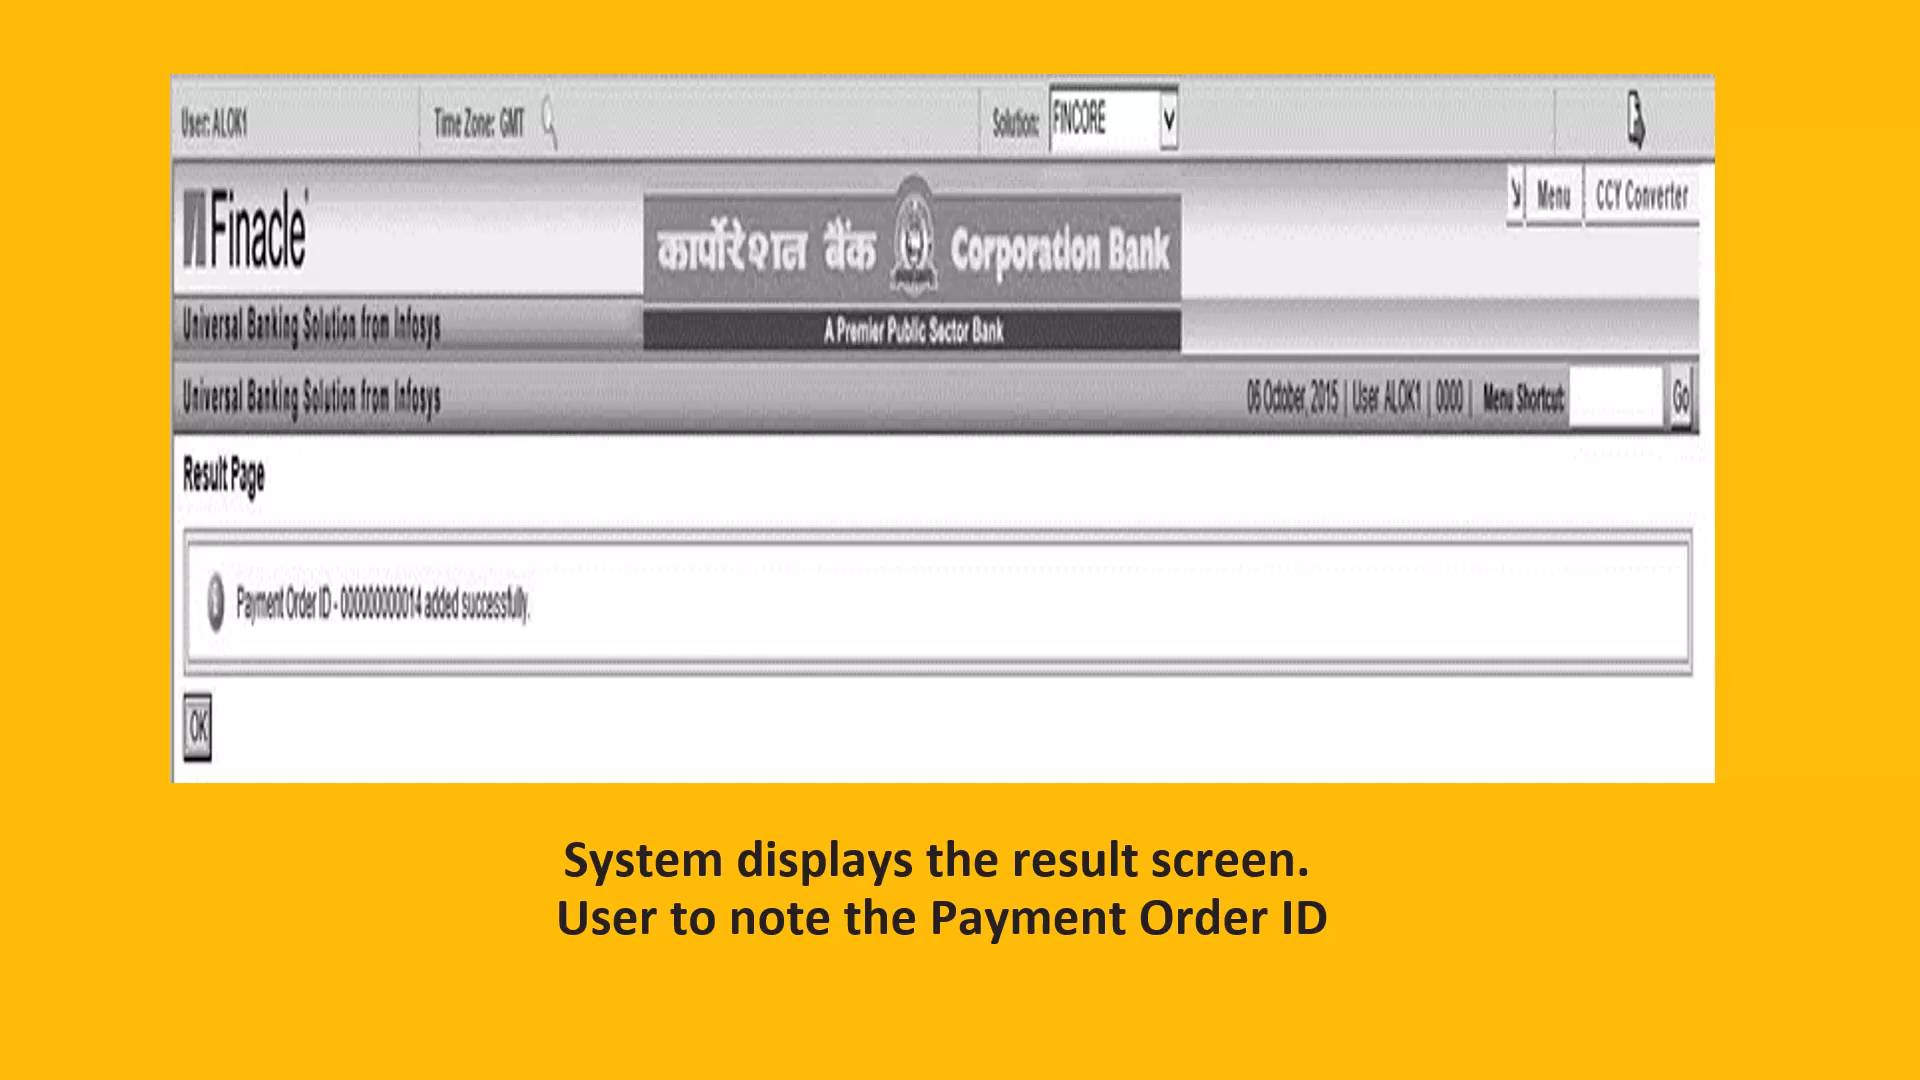 User: ALOK1 Time Zone: GMT Solution: FINCORE
Finacle
कार्पोरेशन बैंक Corporation Bank
Menu CCY Converter
Universal Banking Solution from Infosys
A Premier Public Sector Bank
Universal Banking Solution from Infosys
06 October, 2015 | User ALOK1 | 0000 | Menu Shortcut: Go
Result Page
Payment Order ID - 000000000014 added successfully.
OK
System displays the result screen.
User to note the Payment Order ID